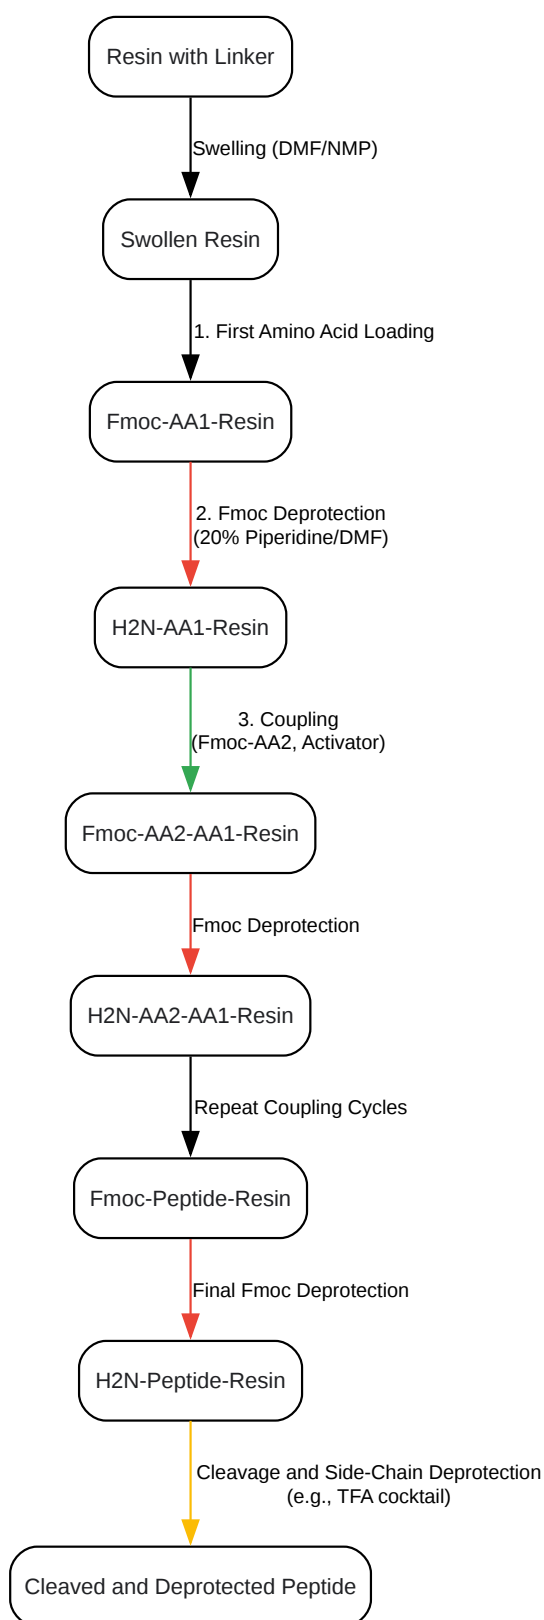 Resin with Linker
Swelling (DMF/NMP)
Swollen Resin
1. First Amino Acid Loading
Fmoc-AA1-Resin
2. Fmoc Deprotection
(20% Piperidine/DMF)
H2N-AA1-Resin
3. Coupling
(Fmoc-AA2, Activator)
Fmoc-AA2-AA1-Resin
Fmoc Deprotection
H2N-AA2-AA1-Resin
Repeat Coupling Cycles
Fmoc-Peptide-Resin
Final Fmoc Deprotection
H2N-Peptide-Resin
Cleavage and Side-Chain Deprotection
(e.g., TFA cocktail)
Cleaved and Deprotected Peptide